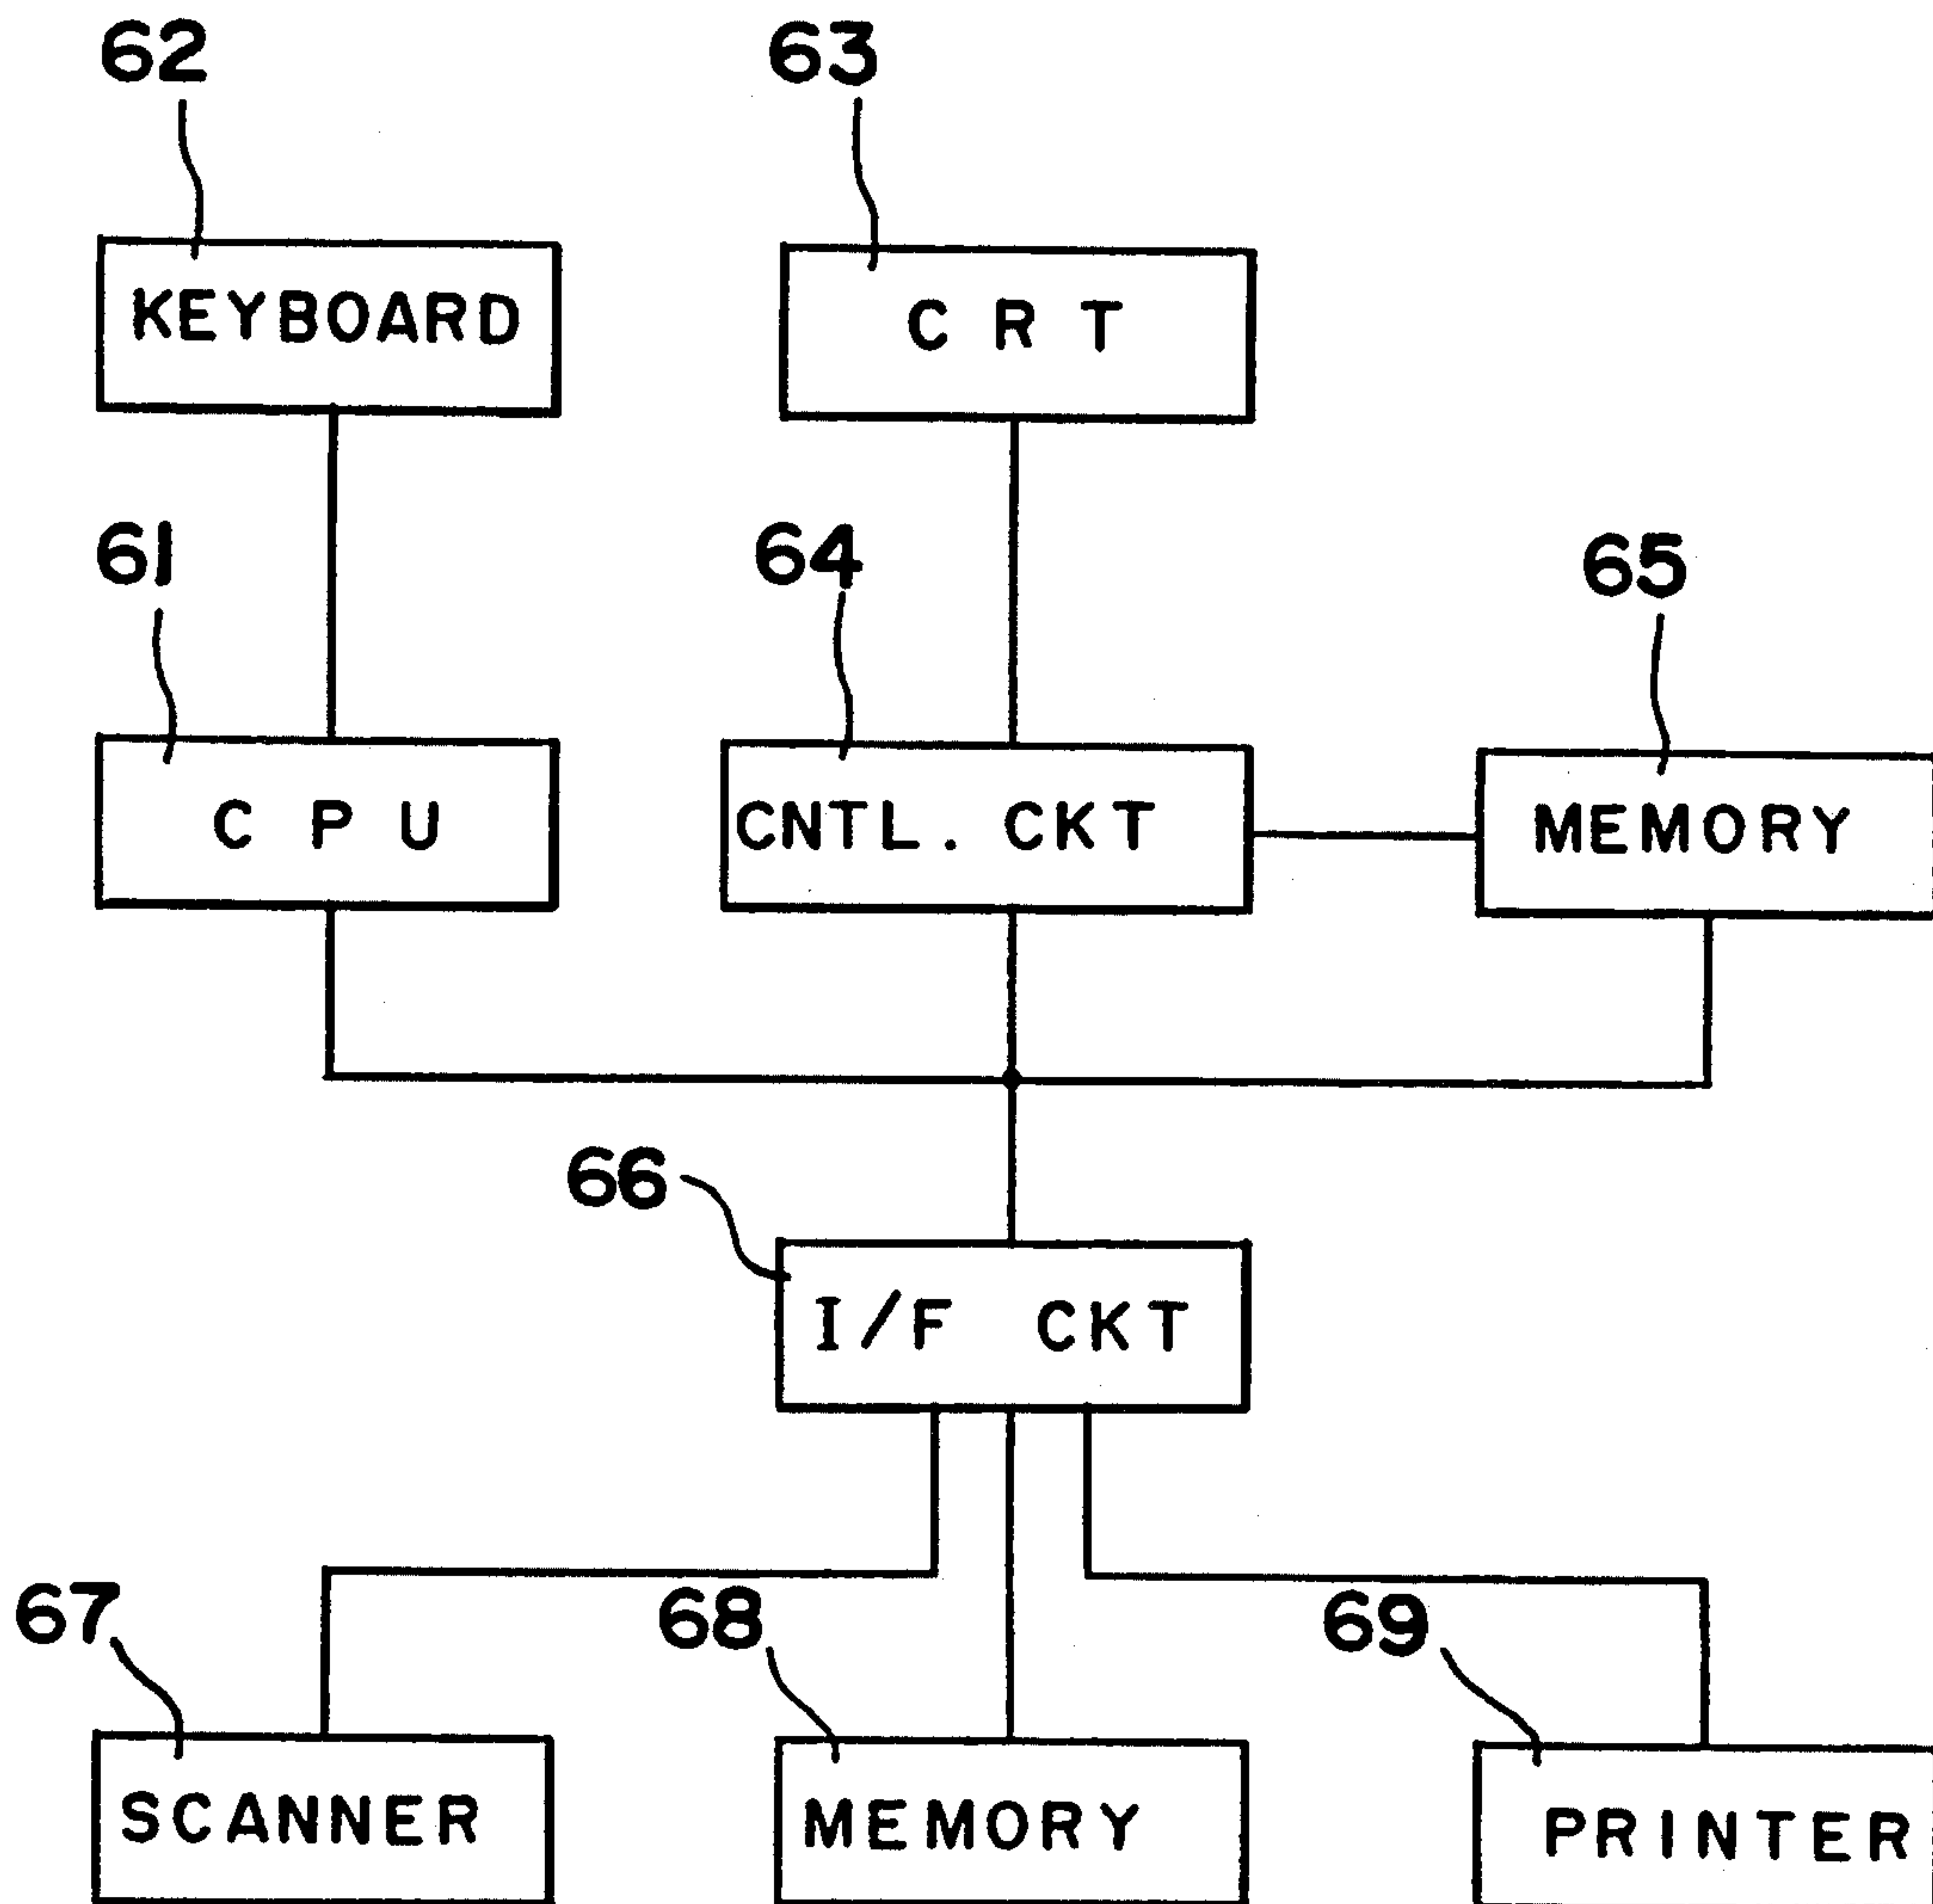 62
63
KEYBOARD
C R T
61
64
65
C P U
CNTL. CKT
MEMORY
66
I/F CKT
67
68
69
SCANNER
MEMORY
PRINTER